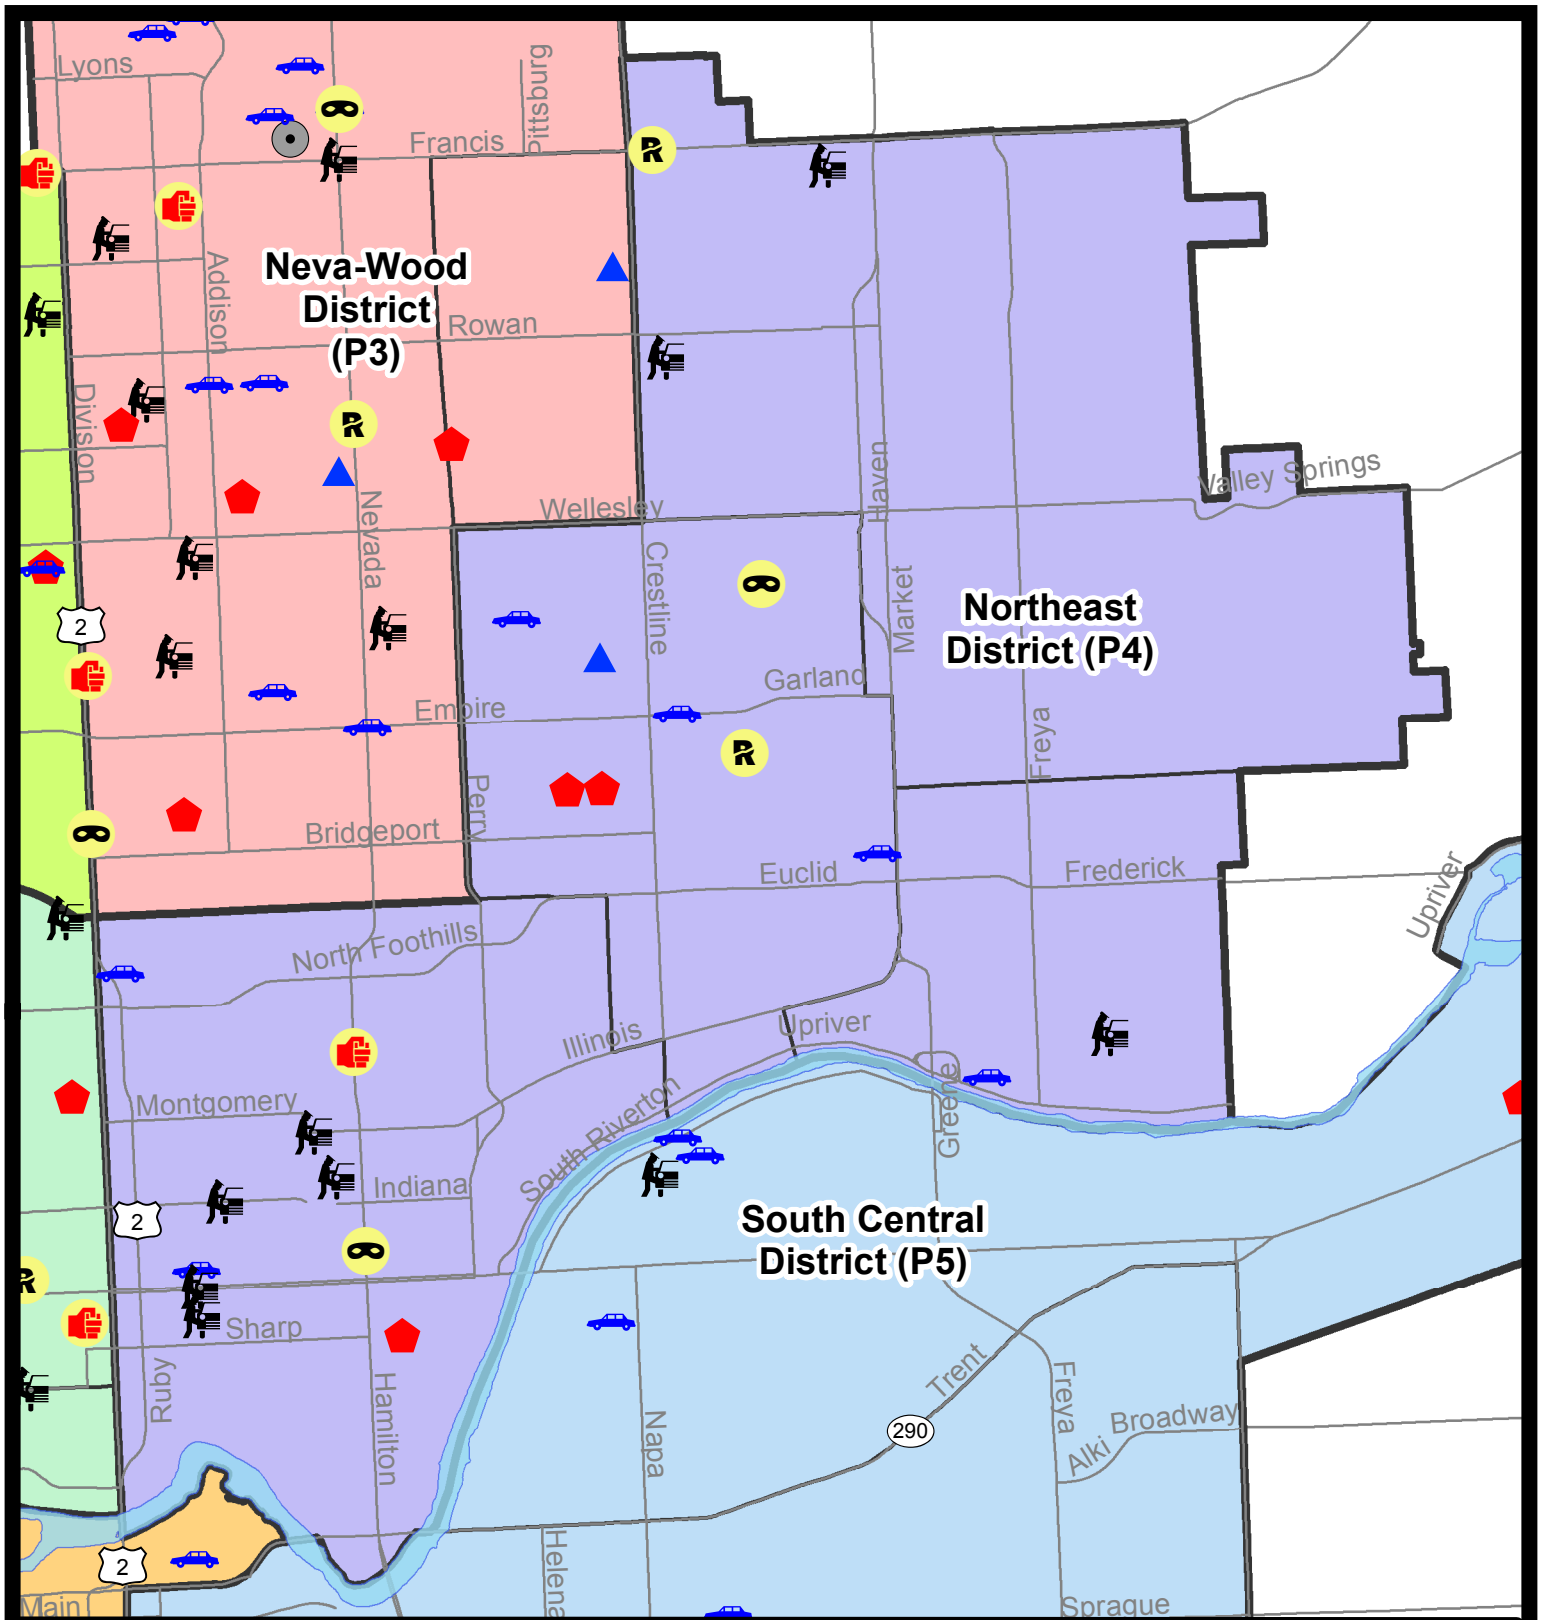 Lyons
Pittsburg
Francis
Neva-Wood
District
(P3)
Addison
Rowan
Division
Nevada
Wellesley
Haven
Valley Springs
Crestline
Market
Northeast
District (P4)
2
Garland
Empire
Freya
Perry
Bridgeport
Euclid
Frederick
Upriver
North Foothills
Illinois
Upriver
Greene
Montgomery
South Riverton
Indiana
2
South Central
District (P5)
Sharp
Ruby
Hamilton
Napa
Trent
Freya
Broadway
Alki
290
Helena
2
Main
Sprague
R
R
R
R